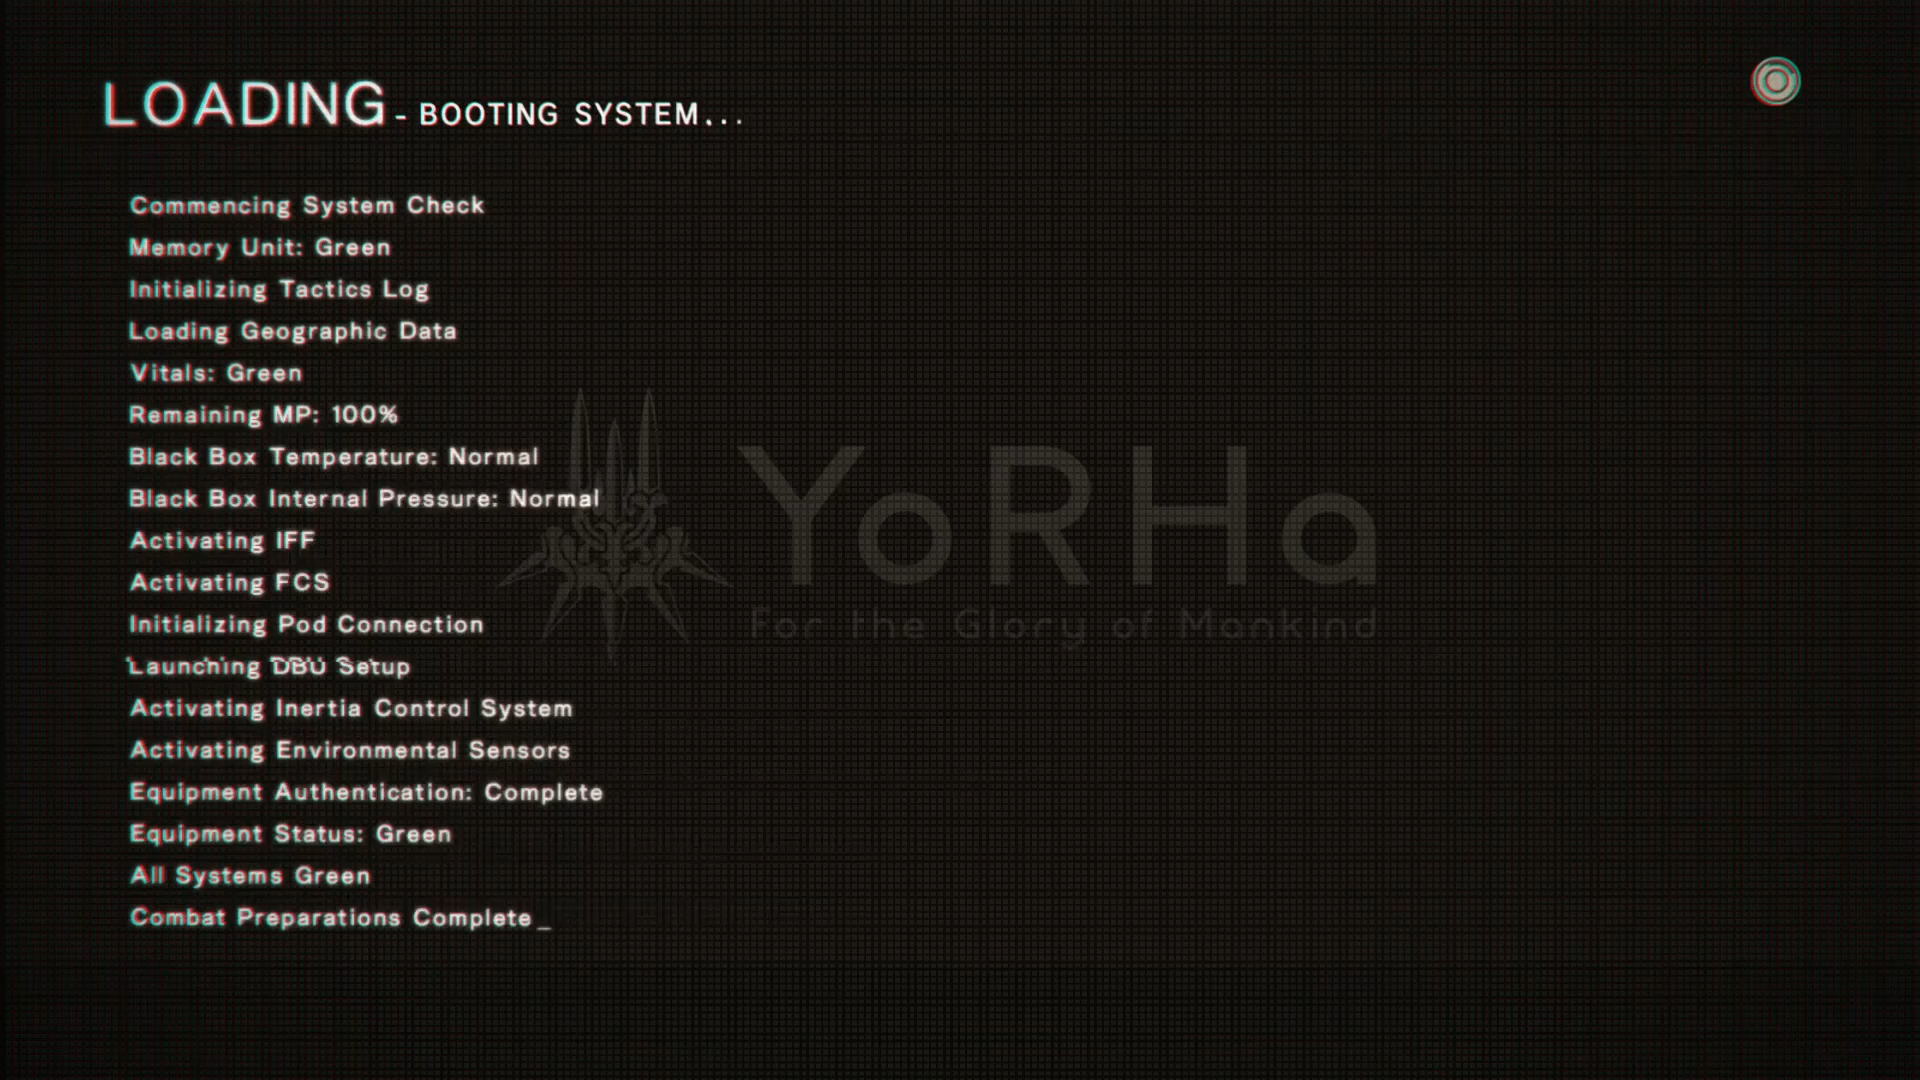 LOADING - BOOTING SYSTEM...
Commencing System Check
Memory Unit: Green
Initializing Tactics Log
Loading Geographic Data
Vitals: Green
Remaining MP: 100%
Black Box Temperature: Normal
Black Box Internal Pressure: Normal
Activating IFF
Activating FCS
Initializing Pod Connection
Launching DBU Setup
Activating Inertia Control System
Activating Environmental Sensors
Equipment Authentication: Complete
Equipment Status: Green
All Systems Green
Combat Preparations Complete_
YoRHa
For the Glory of Mankind